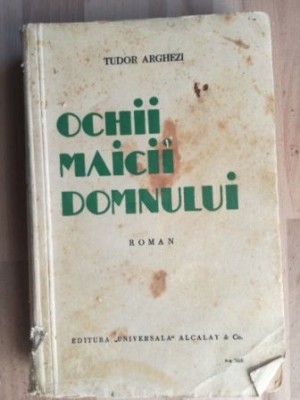 TUDOR ARGHEZI
OCHII
MAICII
DOMNULUI
ROMAN
EDITURA „UNIVERSALA" ALCALAY & Co.